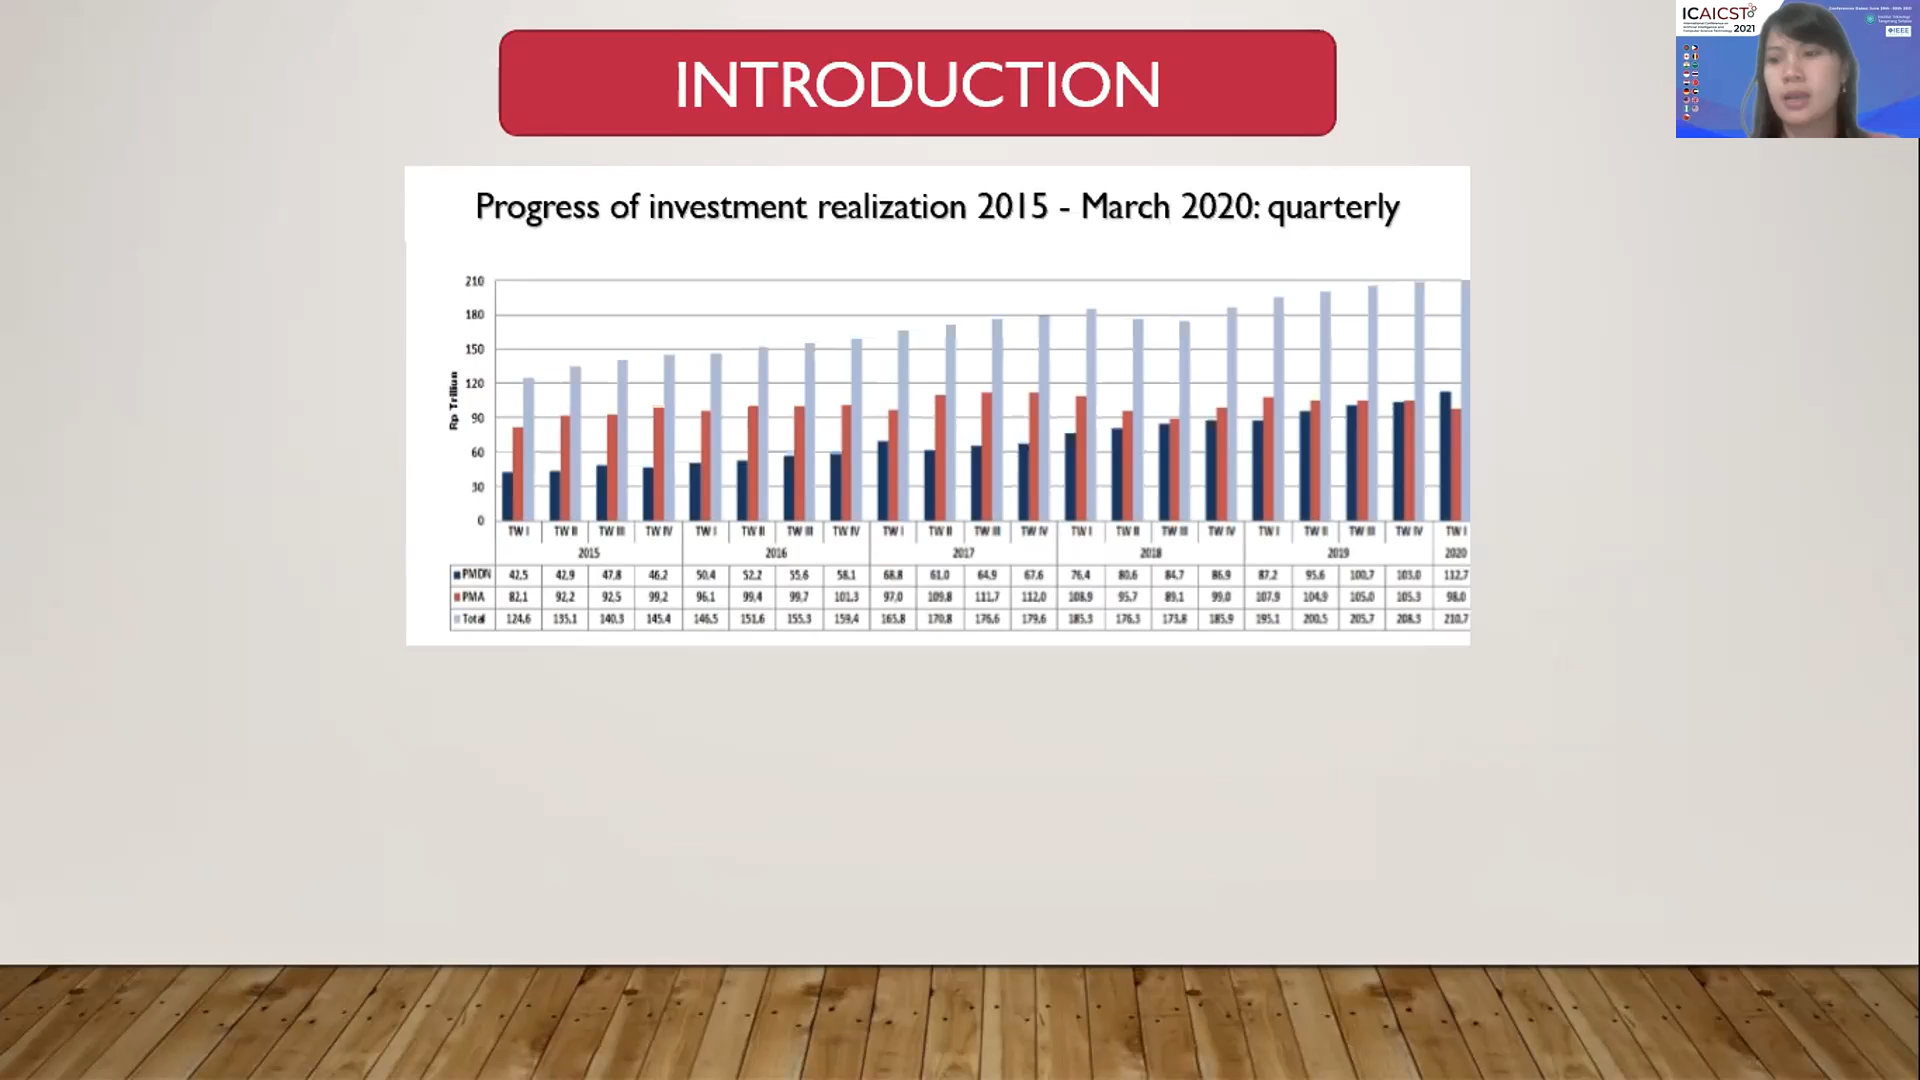 INTRODUCTION
ICAICST
2021
IEEE
Progress of investment realization 2015 - March 2020: quarterly
210
180
150
120
90
60
30
0
Rp Triliun
TW I TW II TW III TW IV TW I TW II TW III TW IV TW I TW II TW III TW IV TW I TW II TW III TW IV TW I TW II TW III TW IV TW I
2015 2016 2017 2018 2019 2020
PMDN 42,5 42,9 47,8 46,2 50,4 52,2 55,6 58,1 68,8 61,0 64,9 67,6 76,4 80,6 84,7 86,9 87,2 95,6 100,7 103,0 112,7
PMA 82,1 92,2 92,5 99,2 96,1 99,4 99,7 101,3 97,0 109,8 111,7 112,0 108,9 95,7 89,1 99,0 107,9 104,9 105,0 105,3 98,0
Total 124,6 135,1 140,3 145,4 146,5 151,6 155,3 159,4 165,8 170,8 176,6 179,6 185,3 176,3 173,8 185,9 195,1 200,5 205,7 208,3 210,7